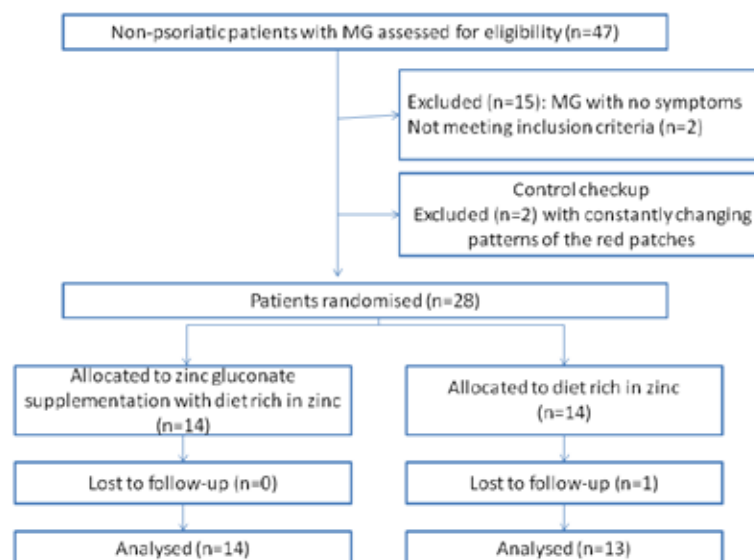 Non-psoriatic patients with MG assessed for eligibility (n=47)
Excluded (n=15): MG with no symptoms
Not meeting inclusion criteria (n=2)
Control checkup
Excluded (n=2) with constantly changing
patterns of the red patches
Patients randomised (n=28)
Allocated to zinc gluconate
supplementation with diet rich in zinc
(n=14)
Allocated to diet rich in zinc
(n=14)
Lost to follow-up (n=0)
Lost to follow-up (n=1)
Analysed (n=14)
Analysed (n=13)